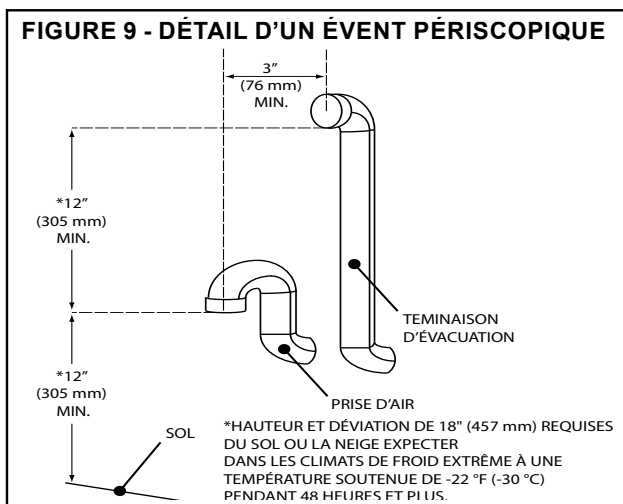 FIGURE 9 - DÉTAIL D'UN ÉVENT PÉRISCOPIQUE
3"
(76 mm)
MIN.
*12"
(305 mm)
MIN.
TEMINAISON
D'ÉVACUATION
*12"
(305 mm)
MIN.
PRISE D'AIR
SOL
*HAUTEUR ET DÉVIATION DE 18" (457 mm) REQUISES
DU SOL OU LA NEIGE EXPECTER
DANS LES CLIMATS DE FROID EXTRÊME À UNE
TEMPÉRATURE SOUTENUE DE -22 °F (-30 °C)
PENDANT 48 HEURES ET PLUS.